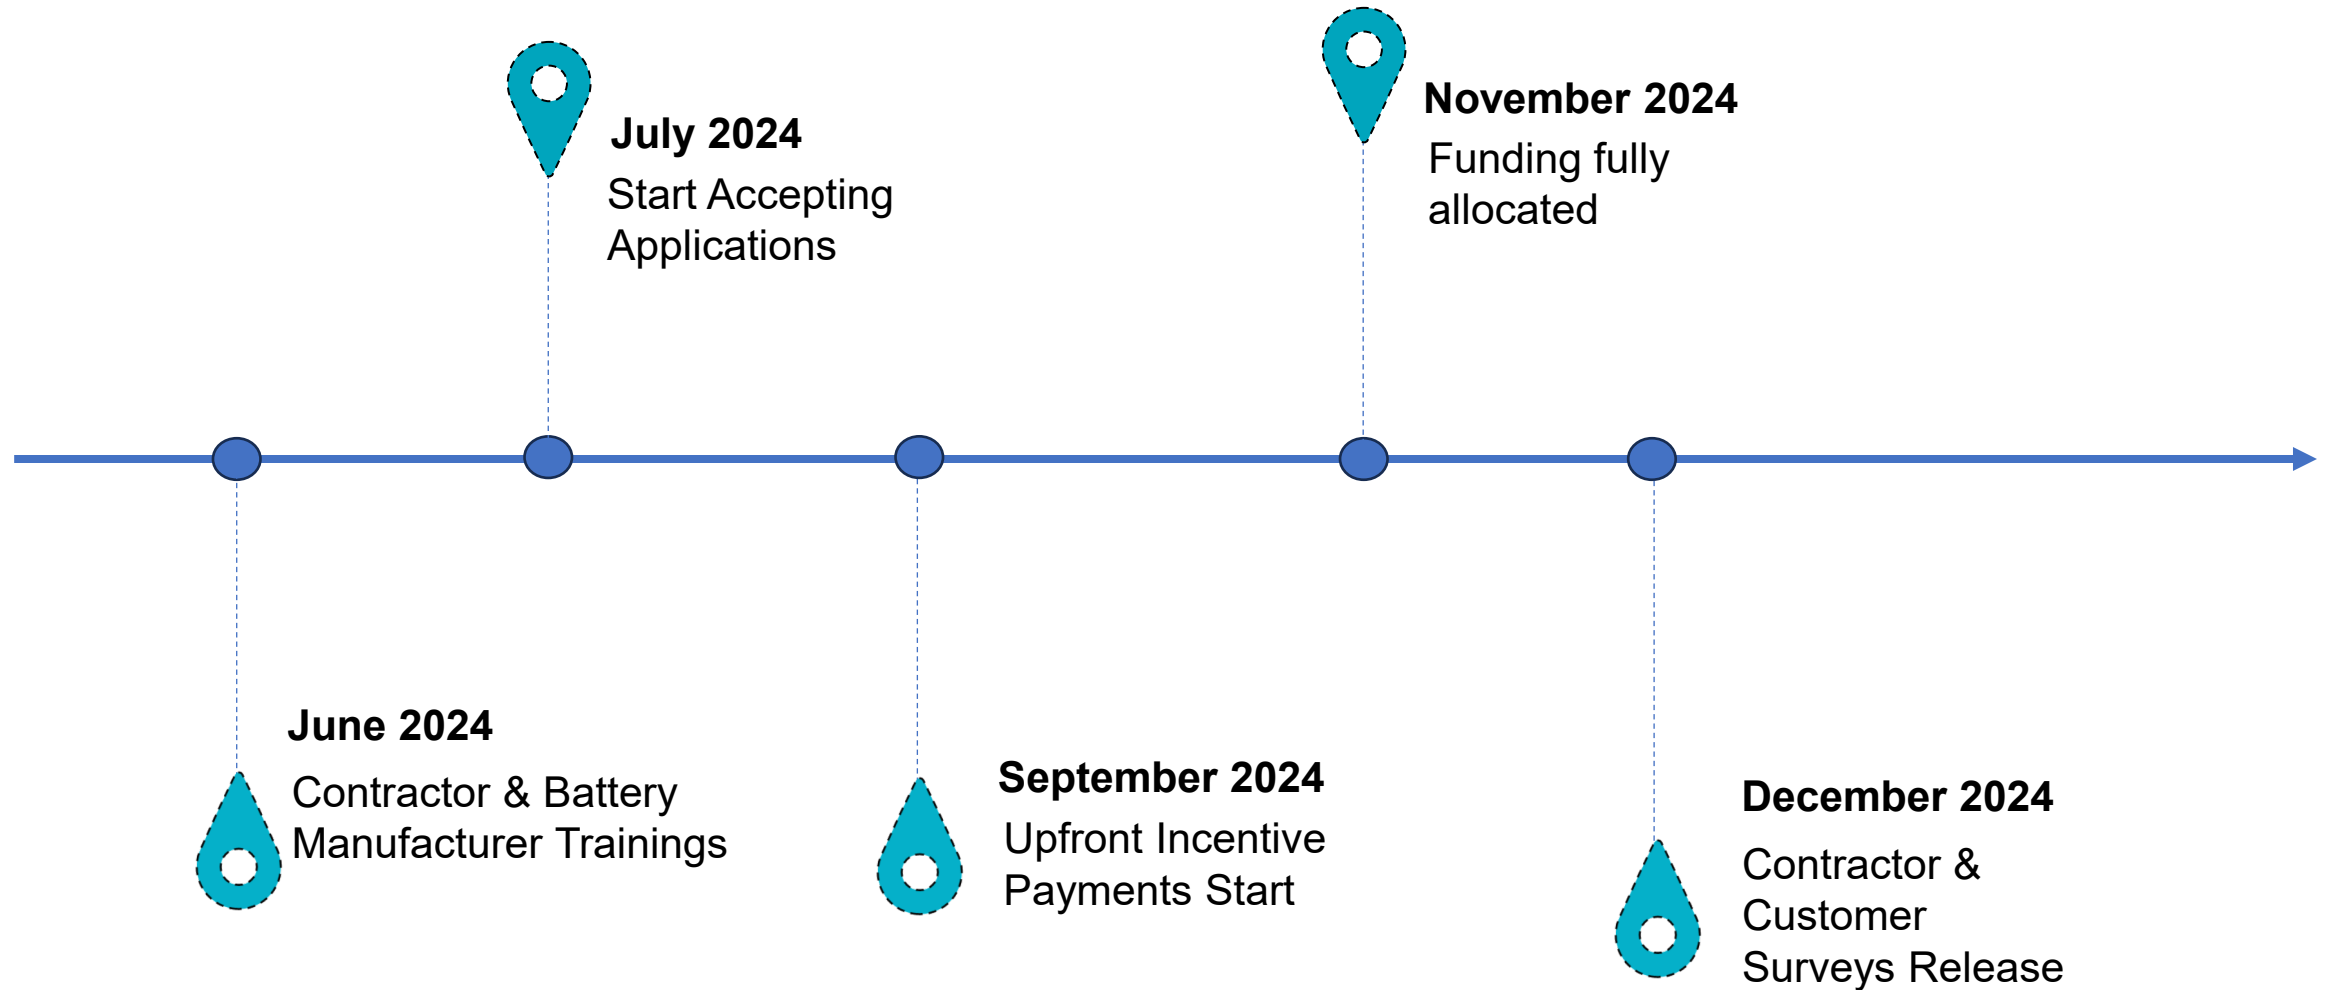 June 2024
Contractor & Battery
Manufacturer Trainings
July 2024
Start Accepting
Applications
September 2024
Upfront Incentive
Payments Start
November 2024
Funding fully
allocated
December 2024
Contractor &
Customer
Surveys Release